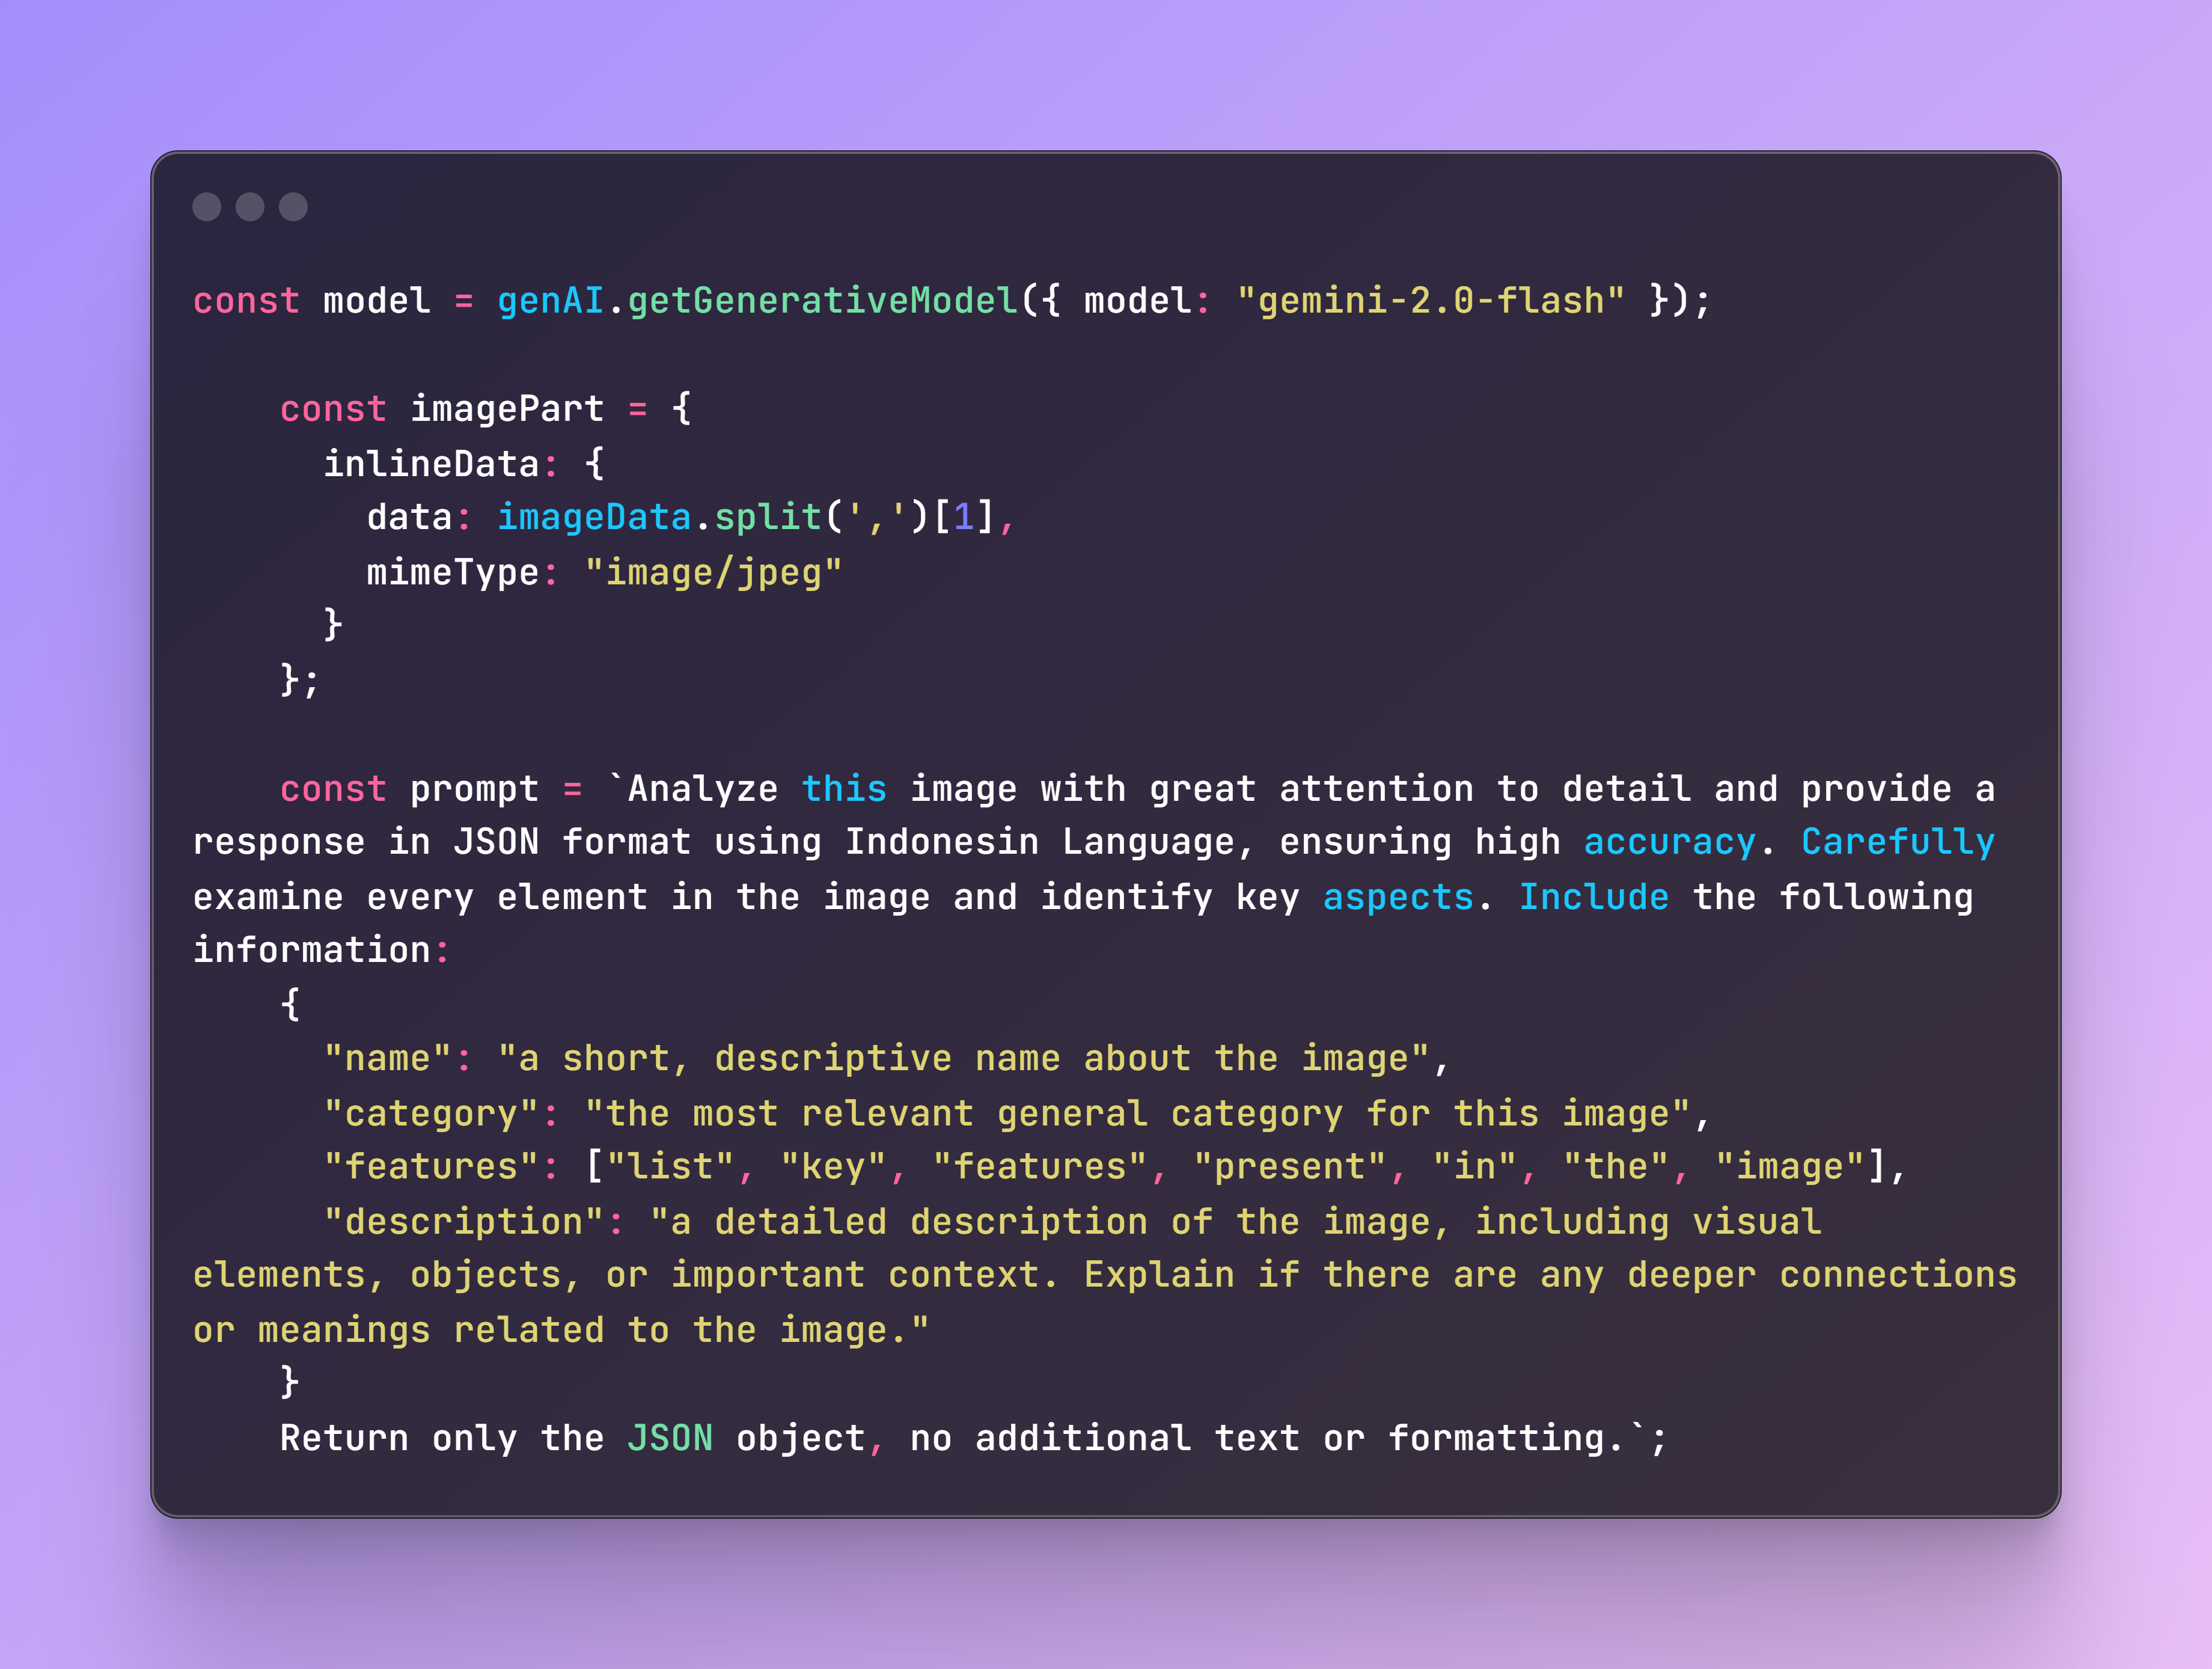 const model = genAI.getGenerativeModel({ model: "gemini-2.0-flash" });
const imagePart = {
inlineData: {
data: imageData.split(',')[1],
mimeType: "image/jpeg"
}
};
const prompt = `Analyze this image with great attention to detail and provide a
response in JSON format using Indonesin Language, ensuring high accuracy. Carefully
examine every element in the image and identify key aspects. Include the following
information:
{
"name": "a short, descriptive name about the image",
"category": "the most relevant general category for this image",
"features": ["list", "key", "features", "present", "in", "the", "image"],
"description": "a detailed description of the image, including visual
elements, objects, or important context. Explain if there are any deeper connections
or meanings related to the image."
}
Return only the JSON object, no additional text or formatting.`;